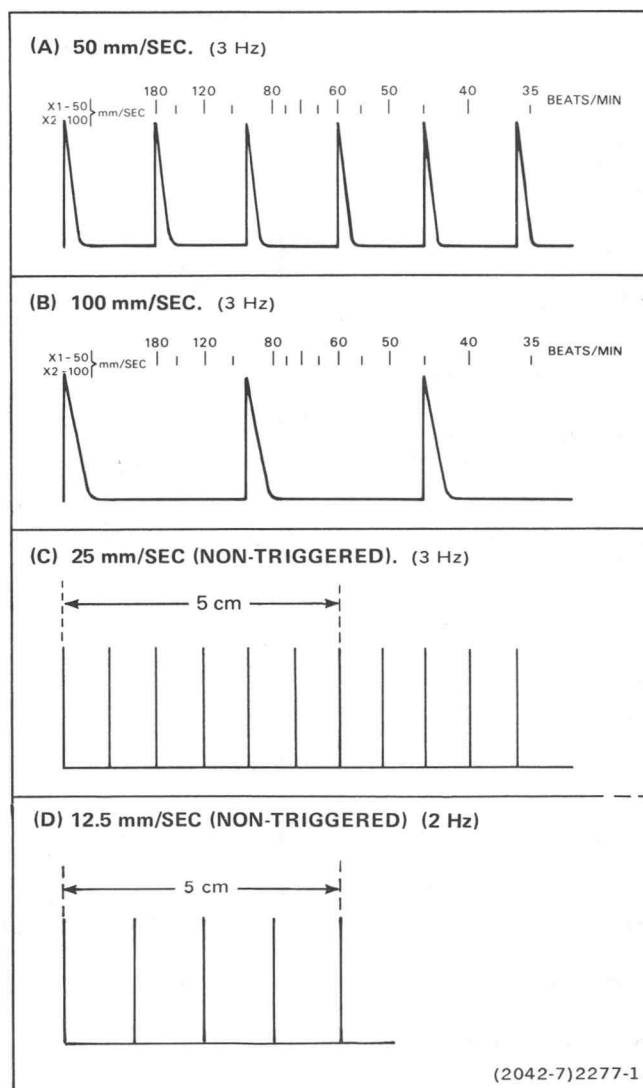 (A) 50 mm/SEC. (3 Hz)
180 120 80 60 50 40 35 BEATS/MIN
X1-50
X2-100 mm/SEC
(B) 100 mm/SEC. (3 Hz)
180 120 80 60 50 40 35 BEATS/MIN
X1-50
X2-100 mm/SEC
(C) 25 mm/SEC (NON-TRIGGERED). (3 Hz)
5 cm
(D) 12.5 mm/SEC (NON-TRIGGERED) (2 Hz)
5 cm
(2042-7)2277-1